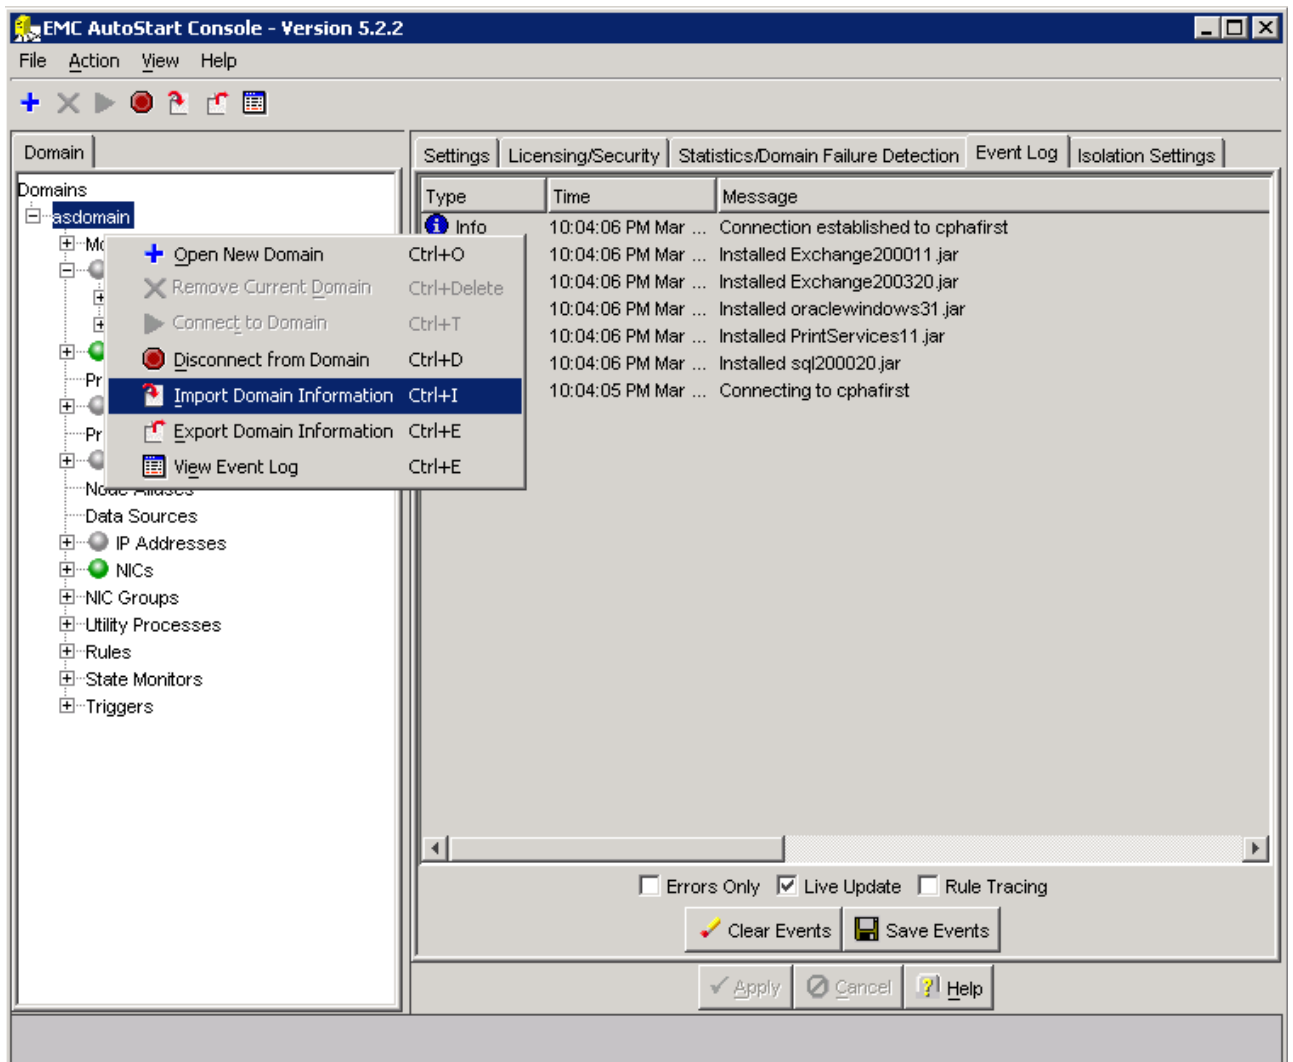 EMC AutoStart Console - Version 5.2.2
File Action View Help
Domain
Settings Licensing/Security Statistics/Domain Failure Detection Event Log Isolation Settings
Domains
asdomain
Open New Domain Ctrl+O
Remove Current Domain Ctrl+Delete
Connect to Domain Ctrl+T
Disconnect from Domain Ctrl+D
Import Domain Information Ctrl+I
Export Domain Information Ctrl+E
View Event Log Ctrl+E
Data Sources
IP Addresses
NICs
NIC Groups
Utility Processes
Rules
State Monitors
Triggers
Type Time Message
Info 10:04:06 PM Mar ... Connection established to cphafirst
10:04:06 PM Mar ... Installed Exchange200011.jar
10:04:06 PM Mar ... Installed Exchange200320.jar
10:04:06 PM Mar ... Installed oraclewindows31.jar
10:04:06 PM Mar ... Installed PrintServices11.jar
10:04:06 PM Mar ... Installed sql200020.jar
10:04:05 PM Mar ... Connecting to cphafirst
Errors Only Live Update Rule Tracing
Clear Events Save Events
Apply Cancel Help